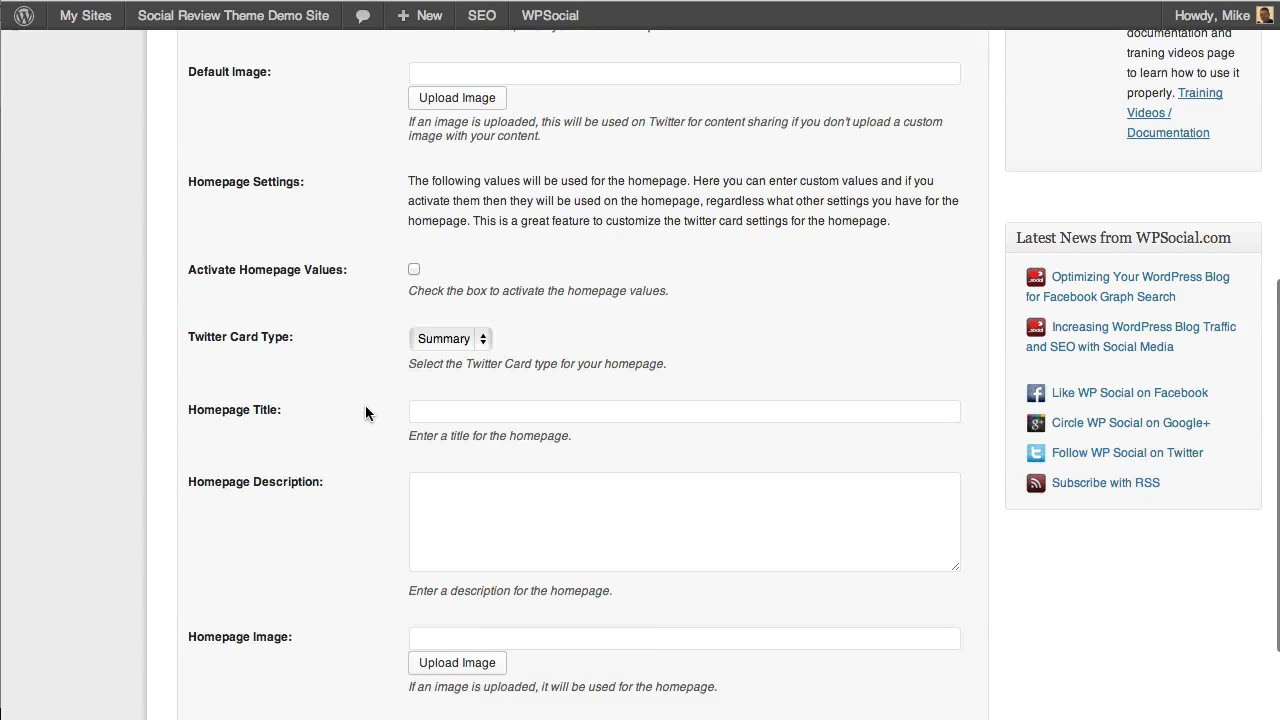 My Sites
Social Review Theme Demo Site
+ New
SEO
WPSocial
Howdy, Mike
Default Image:
Upload Image
If an image is uploaded, this will be used on Twitter for content sharing if you don't upload a custom
image with your content.
Homepage Settings:
The following values will be used for the homepage. Here you can enter custom values and if you
activate them then they will be used on the homepage, regardless what other settings you have for the
homepage. This is a great feature to customize the twitter card settings for the homepage.
Activate Homepage Values:
Check the box to activate the homepage values.
Twitter Card Type:
Summary
Select the Twitter Card type for your homepage.
Homepage Title:
Enter a title for the homepage.
Homepage Description:
Enter a description for the homepage.
Homepage Image:
Upload Image
If an image is uploaded, it will be used for the homepage.
documentation and
traning videos page
to learn how to use it
properly. Training
Videos /
Documentation
Latest News from WPSocial.com
Optimizing Your WordPress Blog
for Facebook Graph Search
Increasing WordPress Blog Traffic
and SEO with Social Media
Like WP Social on Facebook
Circle WP Social on Google+
Follow WP Social on Twitter
Subscribe with RSS